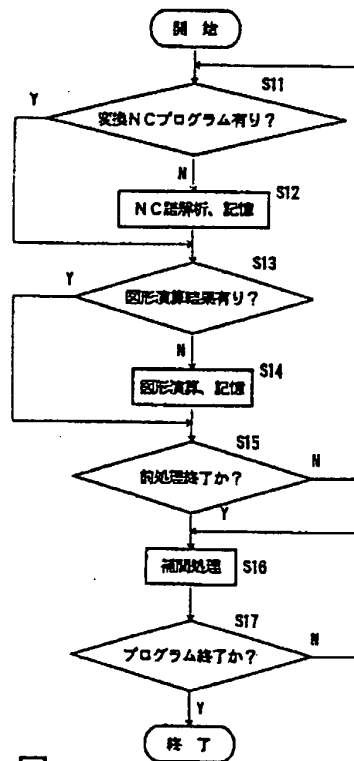 開 始
S11
Y
変換NCプログラム有り?
N
S12
NC語解析、記憶
S13
Y
図形演算結果有り?
N
S14
図形演算、記憶
S15
前処理終了か?
N
Y
補間処理
S16
S17
プログラム終了か?
N
Y
終 了